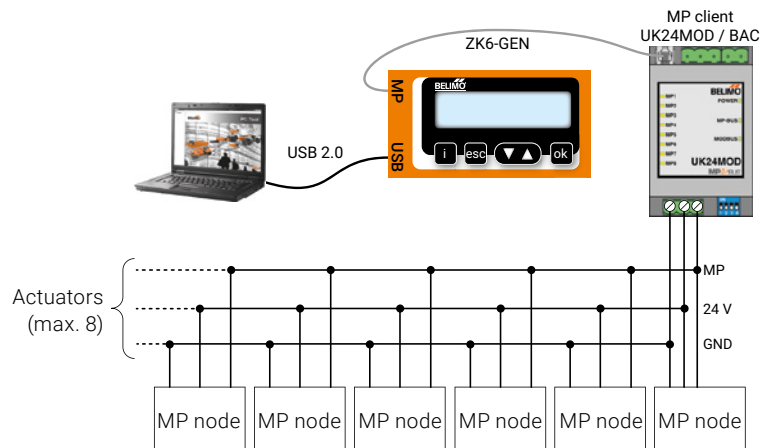 MP client
UK24MOD / BAC
ZK6-GEN
MP
BELIMO
USB
i
esc
ok
USB 2.0
BELIMO
POWER
MP1
MP2
MP3
MP4
MP5
MP6
MP7
MP8
MP-BUS
MODBUS
UK24MOD
MP BUS
MP
Actuators
(max. 8)
24 V
GND
MP node
MP node
MP node
MP node
MP node
MP node